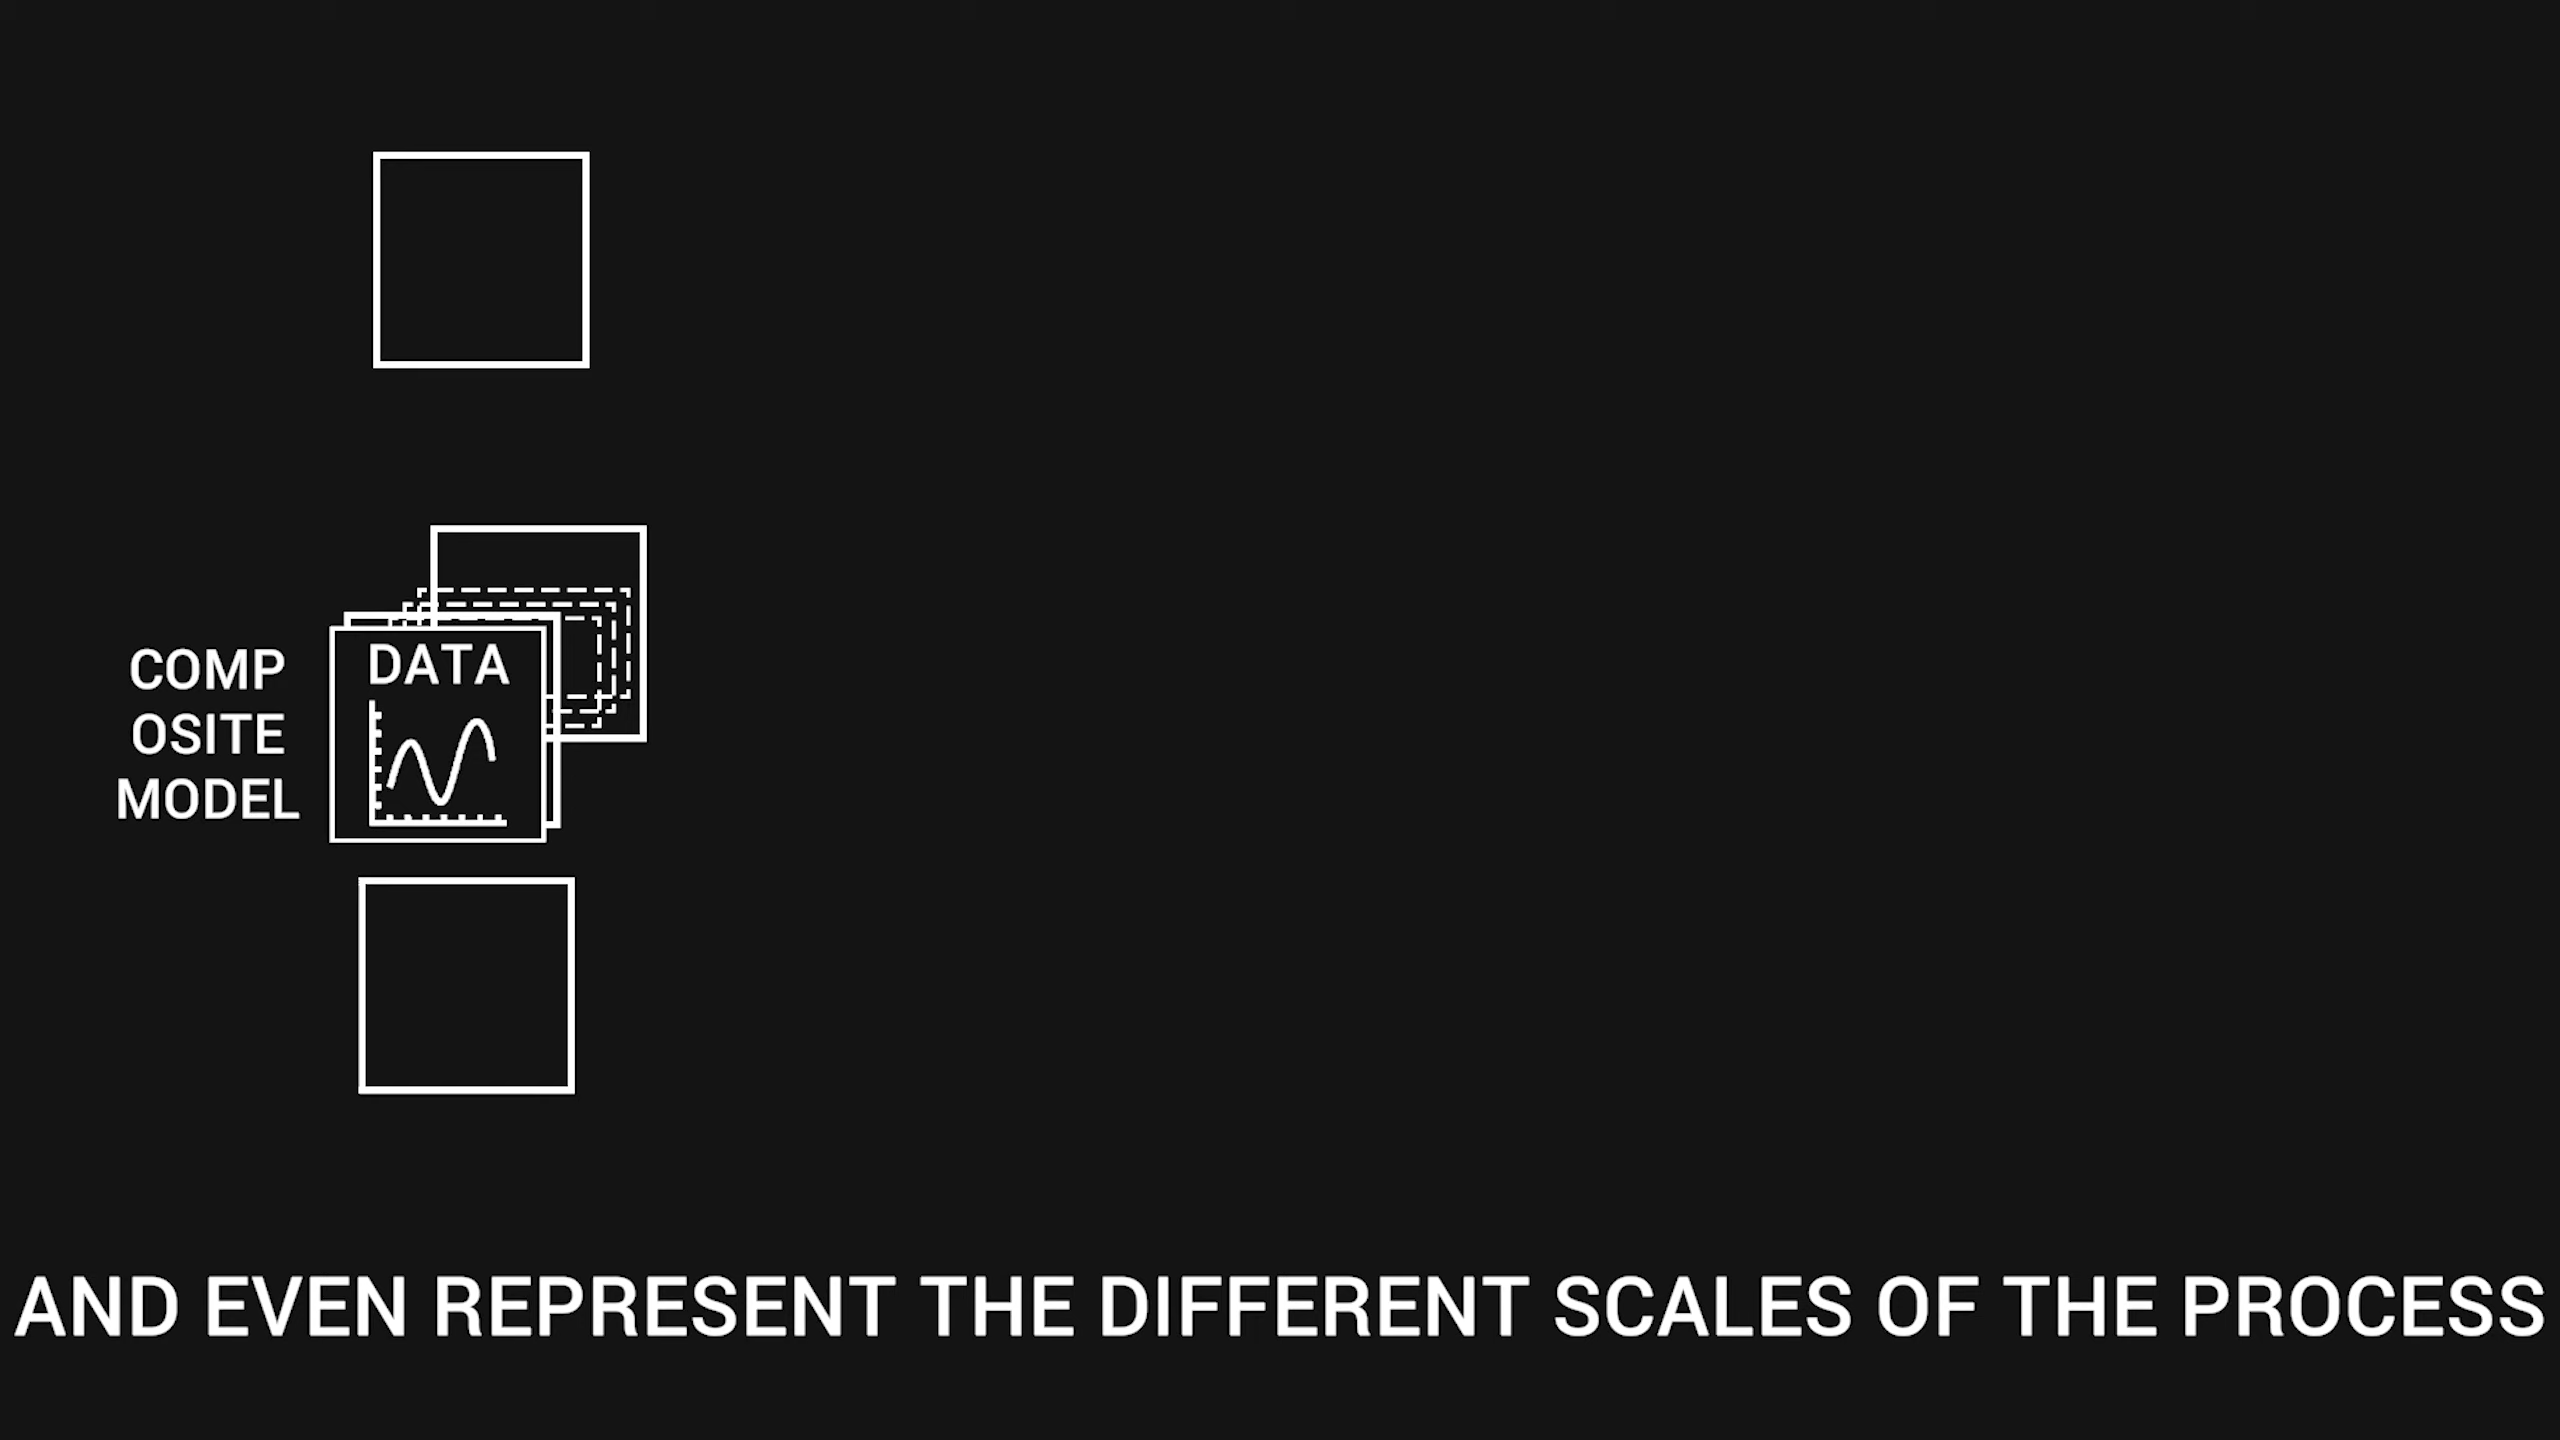 COMP
OSITE
MODEL
DATA
AND EVEN REPRESENT THE DIFFERENT SCALES OF THE PROCESS